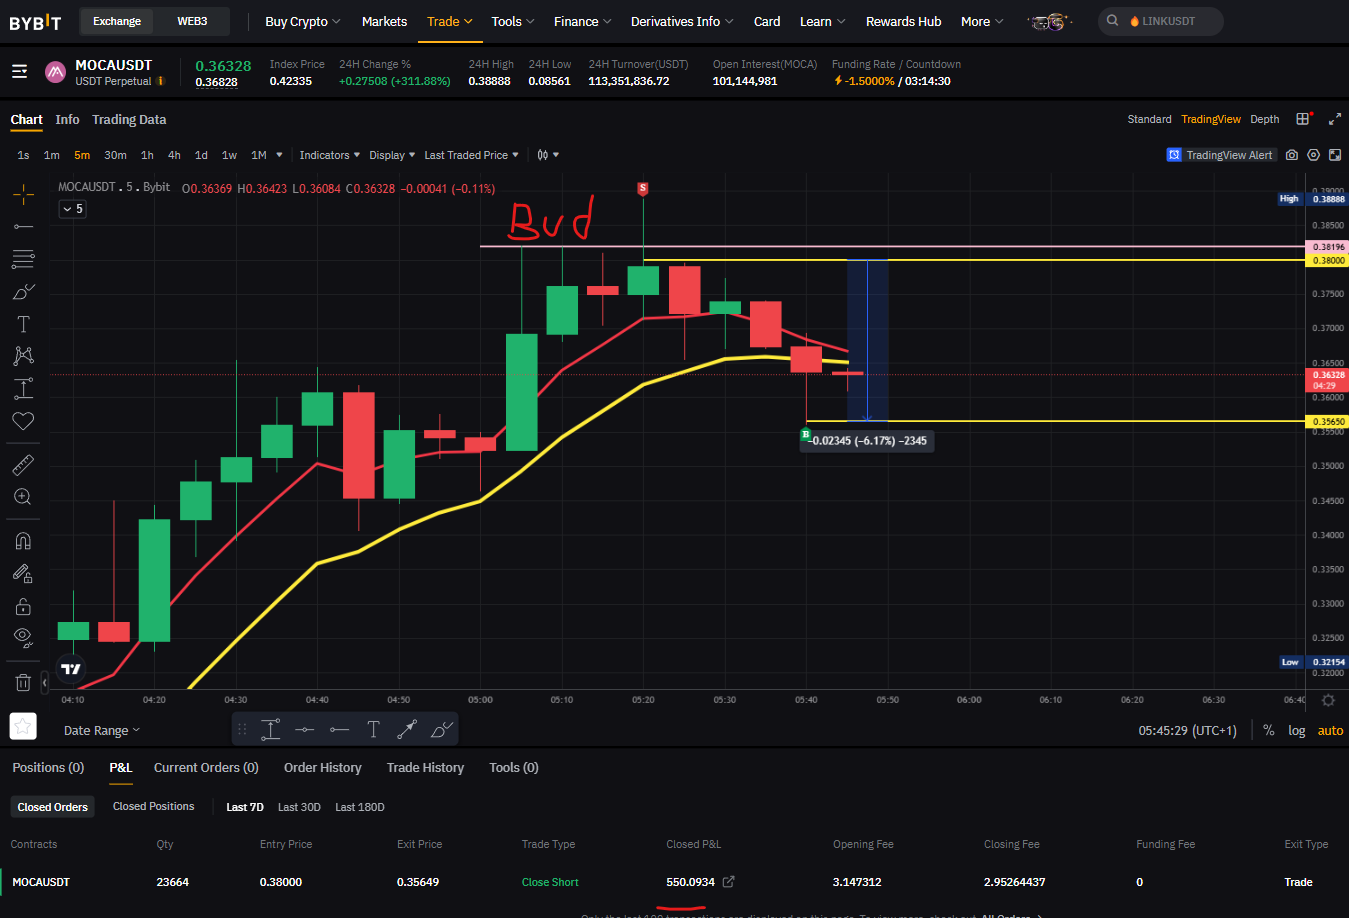 BYBIT Exchange WEB3 Buy Crypto Markets Trade Tools Finance Derivatives Info Card Learn Rewards Hub More LINKUSDT
MOCAUSDT 0.36328 Index Price 24H Change % 24H High 24H Low 24H Turnover(USDT) Open Interest(MOCA) Funding Rate / Countdown
USDT Perpetual 0.36828 0.42335 +0.27508 (+311.88%) 0.38888 0.08561 113,351,836.72 101,144,981 -1.5000% / 03:14:30
Chart Info Trading Data Standard TradingView Depth
1s 1m 5m 30m 1h 4h 1d 1w 1M Indicators Display Last Traded Price TradingView Alert
MOCAUSDT . 5 . Bybit O0.36369 H0.36423 L0.36084 C0.36328 -0.00041 (-0.11%)
5
S
0.39000
High 0.38888
0.38500
0.38196
0.38000
0.37500
0.37000
0.36500
0.36328
04:29
0.36000
0.35650
0.35500
B -0.02345 (-6.17%) -2345
0.35000
0.34500
0.34000
0.33500
0.33000
0.32500
Low 0.32154
0.32000
04:10 04:20 04:30 04:40 04:50 05:00 05:10 05:20 05:30 05:40 05:50 06:00 06:10 06:20 06:30 06:40
Date Range 05:45:29 (UTC+1) % log auto
Positions (0) P&L Current Orders (0) Order History Trade History Tools (0)
Closed Orders Closed Positions Last 7D Last 30D Last 180D
Contracts Qty Entry Price Exit Price Trade Type Closed P&L Opening Fee Closing Fee Funding Fee Exit Type
MOCAUSDT 23664 0.38000 0.35649 Close Short 550.0934 3.147312 2.95264437 0 Trade